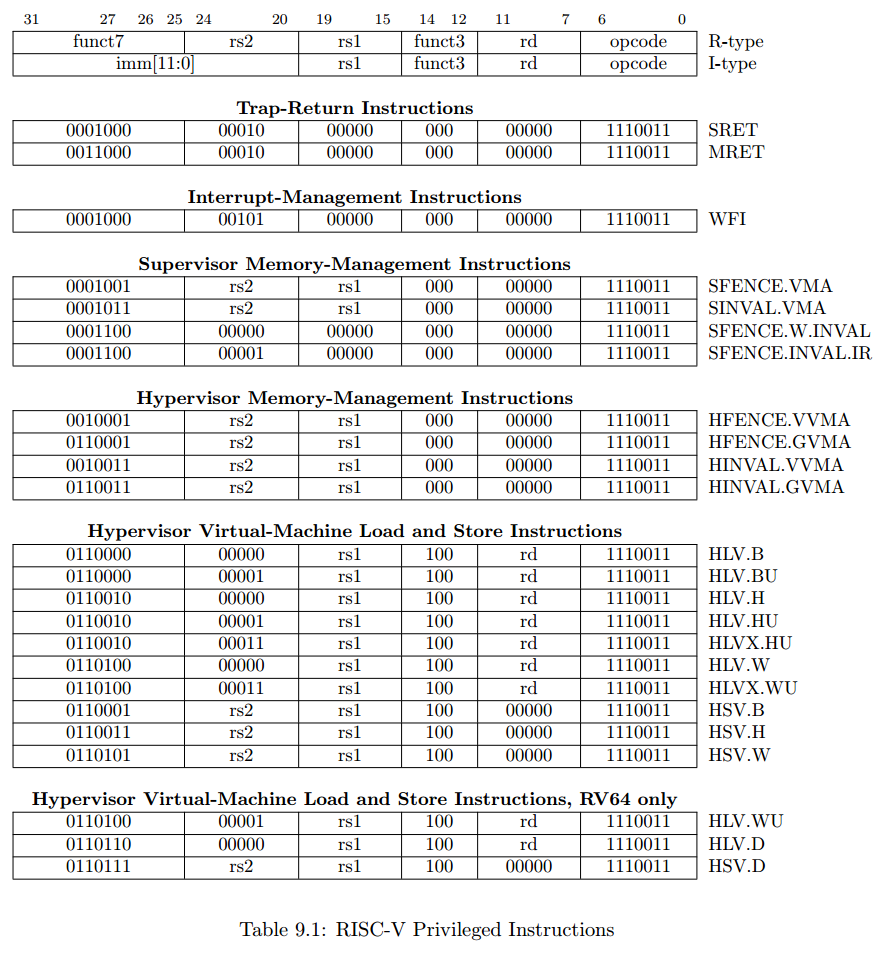 31 27 26 25 24 20 19 15 14 12 11 7 6 0
funct7 rs2 rs1 funct3 rd opcode R-type
imm[11:0] rs1 funct3 rd opcode I-type
Trap-Return Instructions
0001000 00010 00000 000 00000 1110011 SRET
0011000 00010 00000 000 00000 1110011 MRET
Interrupt-Management Instructions
0001000 00101 00000 000 00000 1110011 WFI
Supervisor Memory-Management Instructions
0001001 rs2 rs1 000 00000 1110011 SFENCE.VMA
0001011 rs2 rs1 000 00000 1110011 SINVAL.VMA
0001100 00000 00000 000 00000 1110011 SFENCE.W.INVAL
0001100 00001 00000 000 00000 1110011 SFENCE.INVAL.IR
Hypervisor Memory-Management Instructions
0010001 rs2 rs1 000 00000 1110011 HFENCE.VVMA
0110001 rs2 rs1 000 00000 1110011 HFENCE.GVMA
0010011 rs2 rs1 000 00000 1110011 HINVAL.VVMA
0110011 rs2 rs1 000 00000 1110011 HINVAL.GVMA
Hypervisor Virtual-Machine Load and Store Instructions
0110000 00000 rs1 100 rd 1110011 HLV.B
0110000 00001 rs1 100 rd 1110011 HLV.BU
0110010 00000 rs1 100 rd 1110011 HLV.H
0110010 00001 rs1 100 rd 1110011 HLV.HU
0110010 00011 rs1 100 rd 1110011 HLVX.HU
0110100 00000 rs1 100 rd 1110011 HLV.W
0110100 00011 rs1 100 rd 1110011 HLVX.WU
0110001 rs2 rs1 100 00000 1110011 HSV.B
0110011 rs2 rs1 100 00000 1110011 HSV.H
0110101 rs2 rs1 100 00000 1110011 HSV.W
Hypervisor Virtual-Machine Load and Store Instructions, RV64 only
0110100 00001 rs1 100 rd 1110011 HLV.WU
0110110 00000 rs1 100 rd 1110011 HLV.D
0110111 rs2 rs1 100 00000 1110011 HSV.D
Table 9.1: RISC-V Privileged Instructions